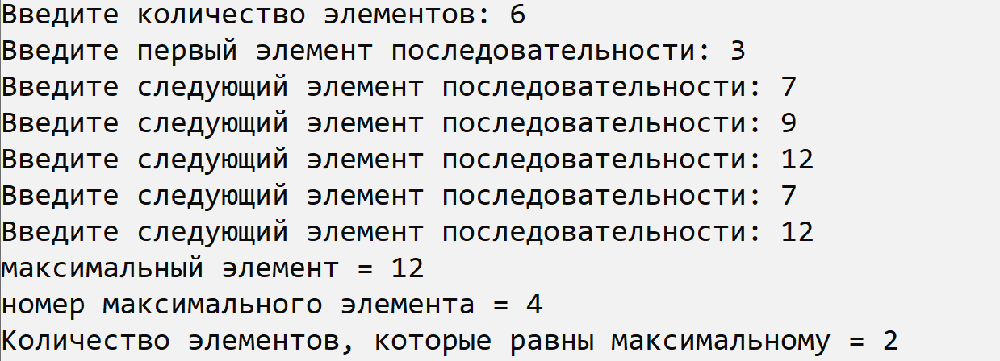 Введите количество элементов: 6
Введите первый элемент последовательности: 3
Введите следующий элемент последовательности: 7
Введите следующий элемент последовательности: 9
Введите следующий элемент последовательности: 12
Введите следующий элемент последовательности: 7
Введите следующий элемент последовательности: 12
максимальный элемент = 12
номер максимального элемента = 4
Количество элементов, которые равны максимальному = 2